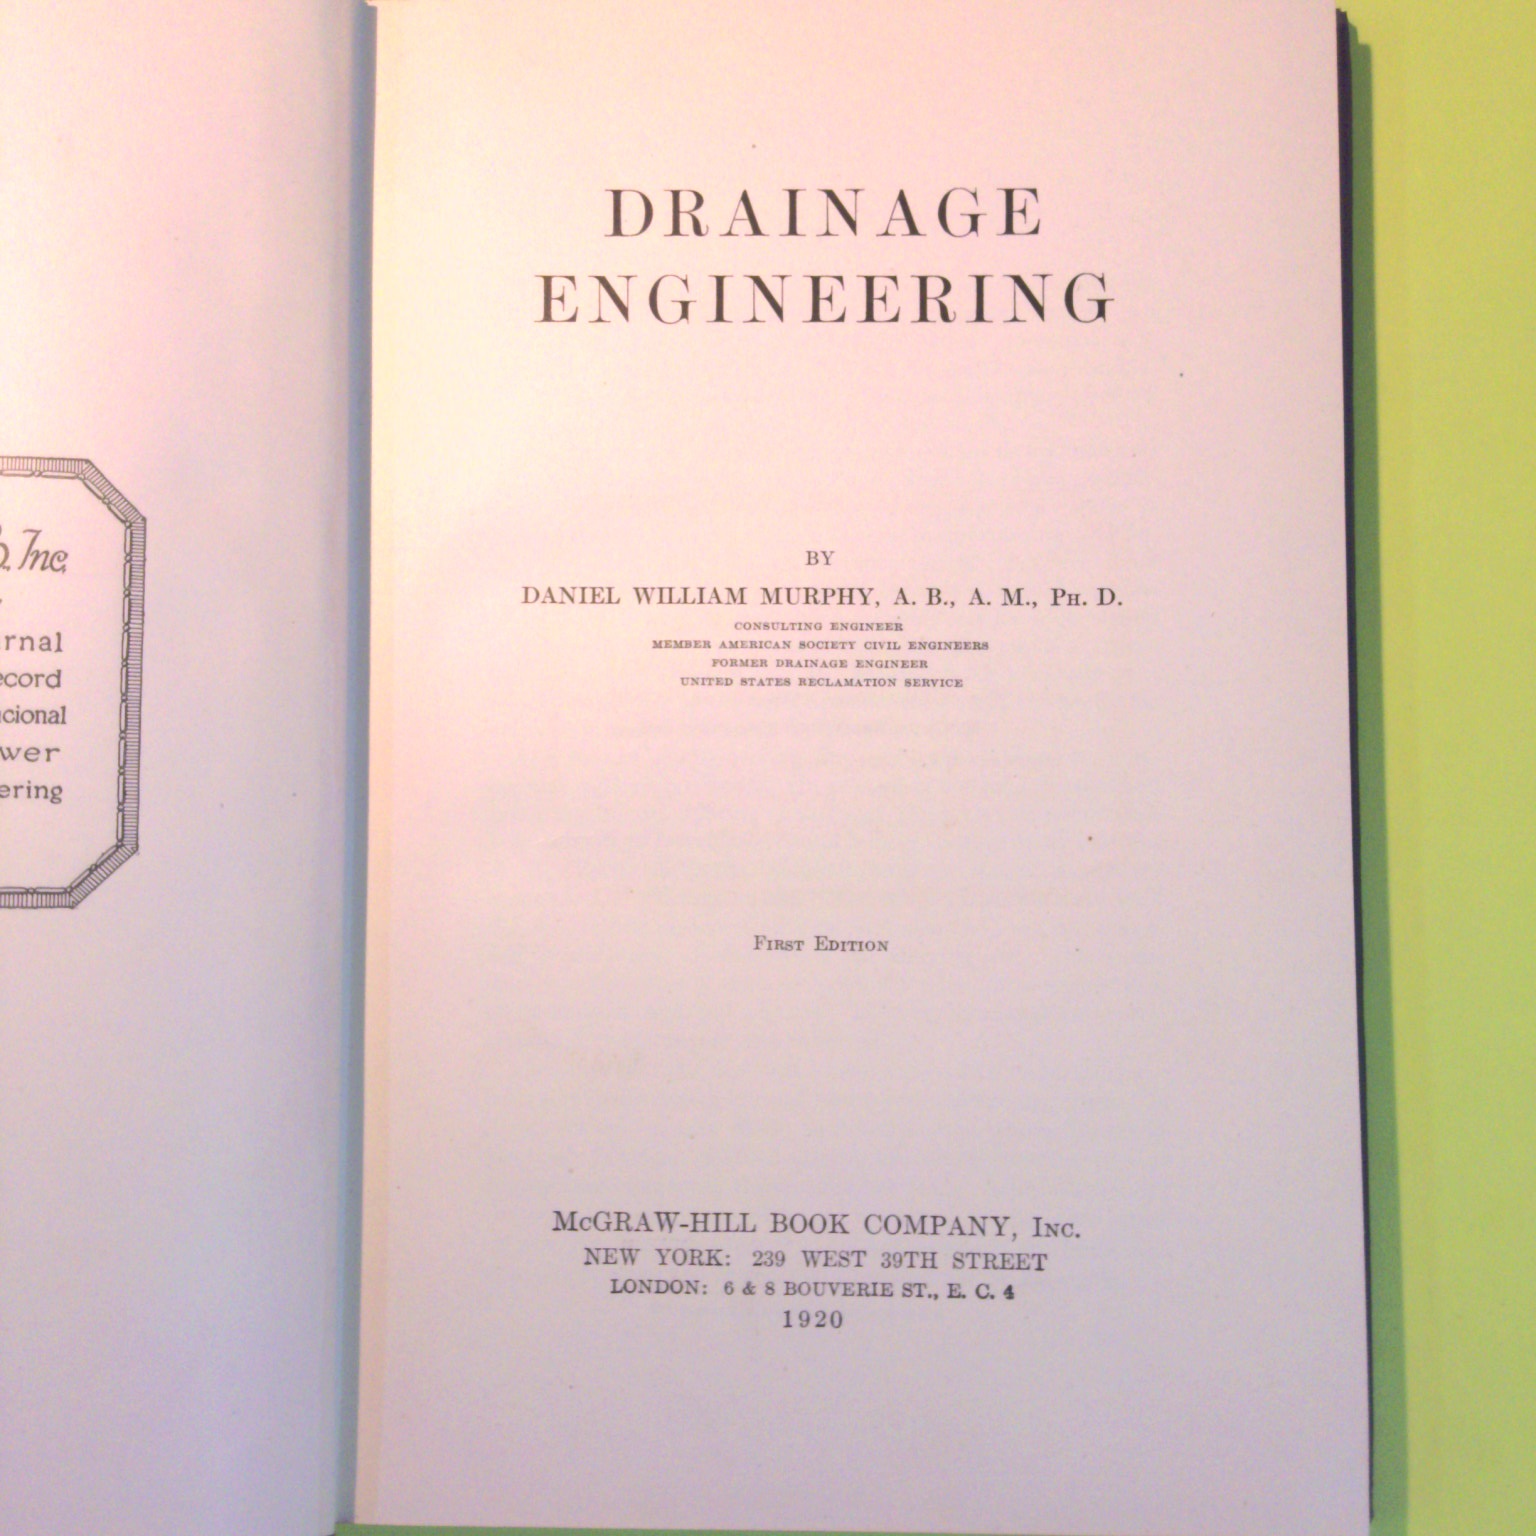 Inc.
rnal
ecord
cional
wer
ering
DRAINAGE
ENGINEERING
BY
DANIEL WILLIAM MURPHY, A. B., A. M., Ph. D.
CONSULTING ENGINEER
MEMBER AMERICAN SOCIETY CIVIL ENGINEERS
FORMER DRAINAGE ENGINEER
UNITED STATES RECLAMATION SERVICE
First Edition
McGRAW-HILL BOOK COMPANY, Inc.
NEW YORK: 239 WEST 39TH STREET
LONDON: 6 & 8 BOUVERIE ST., E. C. 4
1920